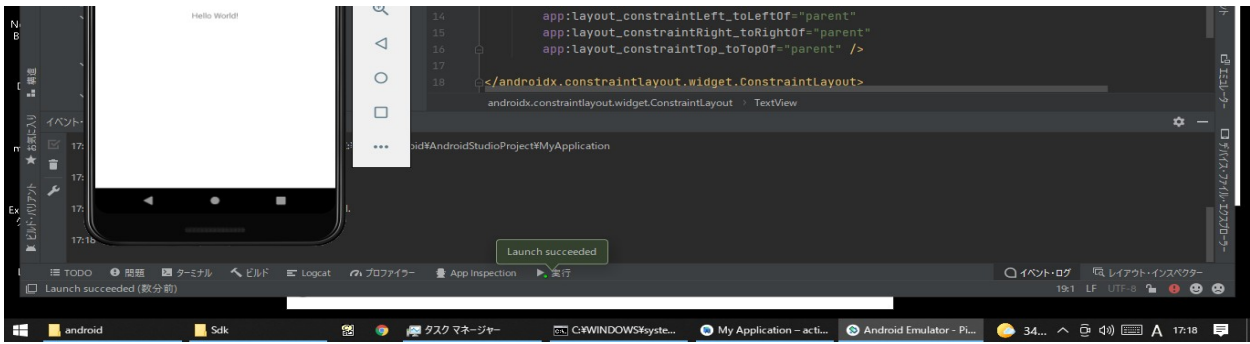 Hello World!
14 app:layout_constraintLeft_toLeftOf="parent"
15 app:layout_constraintRight_toRightOf="parent"
16 app:layout_constraintTop_toTopOf="parent" />
17
18 </androidx.constraintlayout.widget.ConstraintLayout>
androidx.constraintlayout.widget.ConstraintLayout › TextView
構造
お気に入り
ビルド・バリアント
エミュレーター
デバイス・ファイル・エクスプローラー
イベント・
17:
oid¥AndroidStudioProject¥MyApplication
17:
17:
17:18
Launch succeeded
TODO 問題 ターミナル ビルド Logcat プロファイラー App Inspection 実行 イベント・ログ レイアウト・インスペクター
Launch succeeded (数分前) 19:1 LF UTF-8
android Sdk タスク マネージャー C:¥WINDOWS¥syste... My Application – acti... Android Emulator - Pi... 34... A 17:18